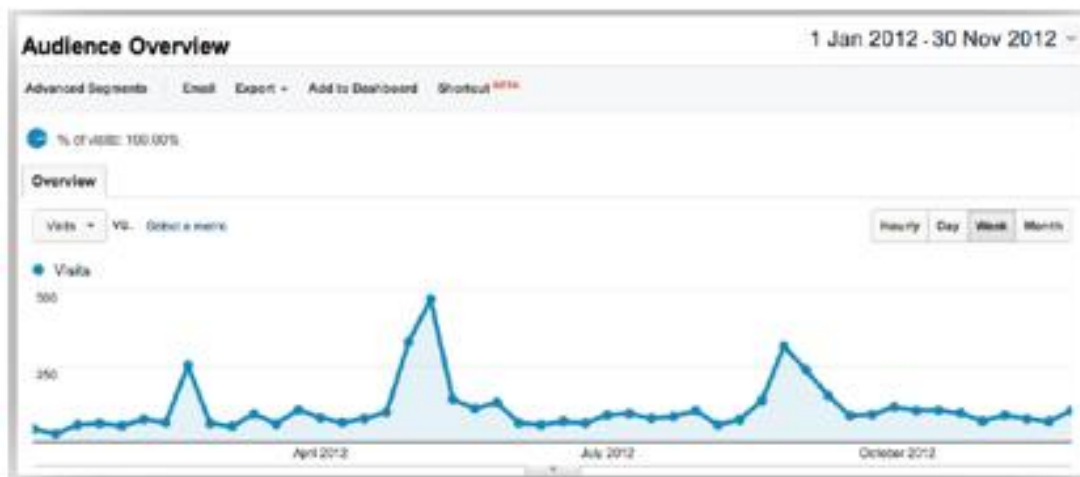 Audience Overview
1 Jan 2012 - 30 Nov 2012
Advanced Segments Email Export Add to Dashboard Shortcut BETA
% of visits: 100.00%
Overview
Visits VS. Select a metric
Hourly Day Week Month
Visits
500
250
April 2012 July 2012 October 2012